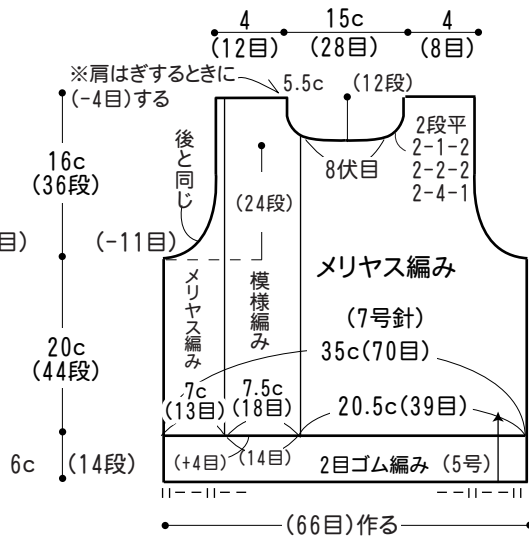 4 15c 4
(12目) (28目) (8目)
※肩はぎするときに
(-4目)する
5.5c (12段)
2段平
2-1-2
2-2-2
2-4-1
8伏目
後と同じ
16c
(36段)
(24段)
目)
(-11目)
メリヤス編み
模様編み
メリヤス編み
(7号針)
35c(70目)
20c
(44段)
7c
(13目)
7.5c
(18目)
20.5c(39目)
6c (14段)
(+4目) (14目) 2目ゴム編み (5号)
(66目)作る